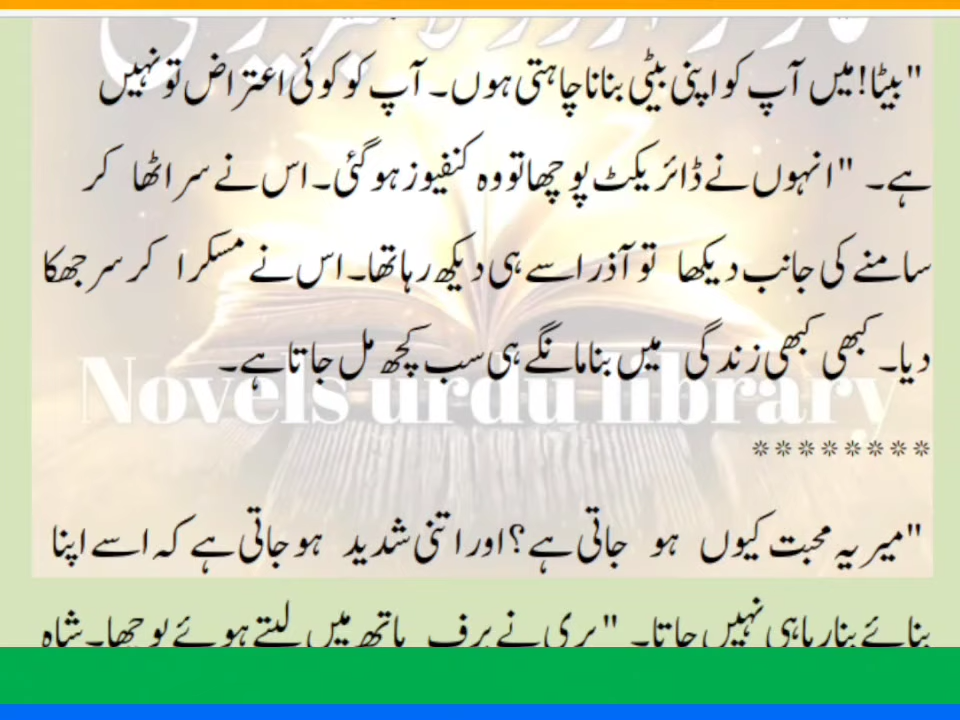 "بیٹا! میں آپ کو اپنی بیٹی بنانا چاہتی ہوں۔ آپ کو کوئی اعتراض تو نہیں
ہے۔ "انہوں نے ڈائریکٹ پوچھا تو وہ کنفیوز ہو گئی۔ اس نے سر اٹھا کر
سامنے کی جانب دیکھا تو آذر اسے ہی دیکھ رہا تھا۔ اس نے مسکرا کر سر جھکا
دیا۔ کبھی کبھی زندگی میں بنا مانگے ہی سب کچھ مل جاتا ہے۔
Novels urdu library
********
"میر یہ محبت کیوں ہو جاتی ہے؟ اور اتنی شدید ہو جاتی ہے کہ اسے اپنا
بنائے بنا رہا ہی نہیں جاتا۔ "پری نے برف ہاتھ میں لیتے ہوئے پوچھا۔ شاہ